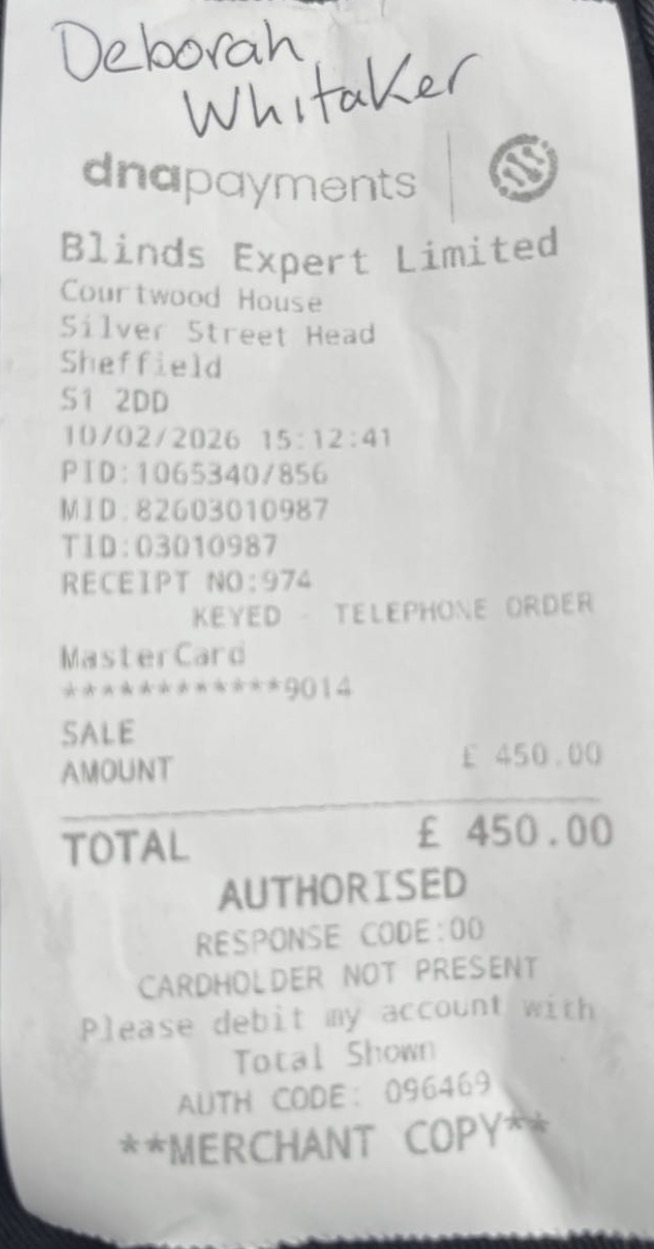 Deborah
Whitaker
dnapayments
Blinds Expert Limited
Courtwood House
Silver Street Head
Sheffield
S1 2DD
10/02/2026 15:12:41
PID:1065340/856
MID:82603010987
TID:03010987
RECEIPT NO:974
KEYED - TELEPHONE ORDER
MasterCard
************9014
SALE
AMOUNT £ 450.00
TOTAL £ 450.00
AUTHORISED
RESPONSE CODE:00
CARDHOLDER NOT PRESENT
Please debit my account with
Total Shown
AUTH CODE: 096469
**MERCHANT COPY**